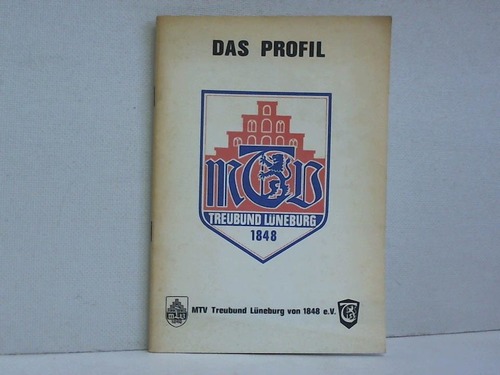 DAS PROFIL
MTV
TREUBUND LÜNEBURG
1848
MTV Treubund Lüneburg von 1848 e.V.